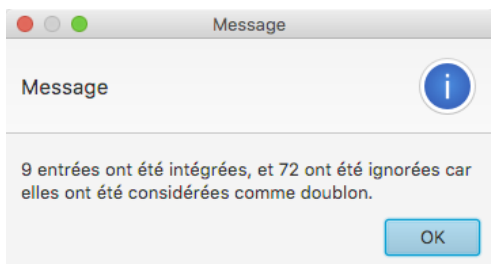 Message
Message
9 entrées ont été intégrées, et 72 ont été ignorées car
elles ont été considérées comme doublon.
OK